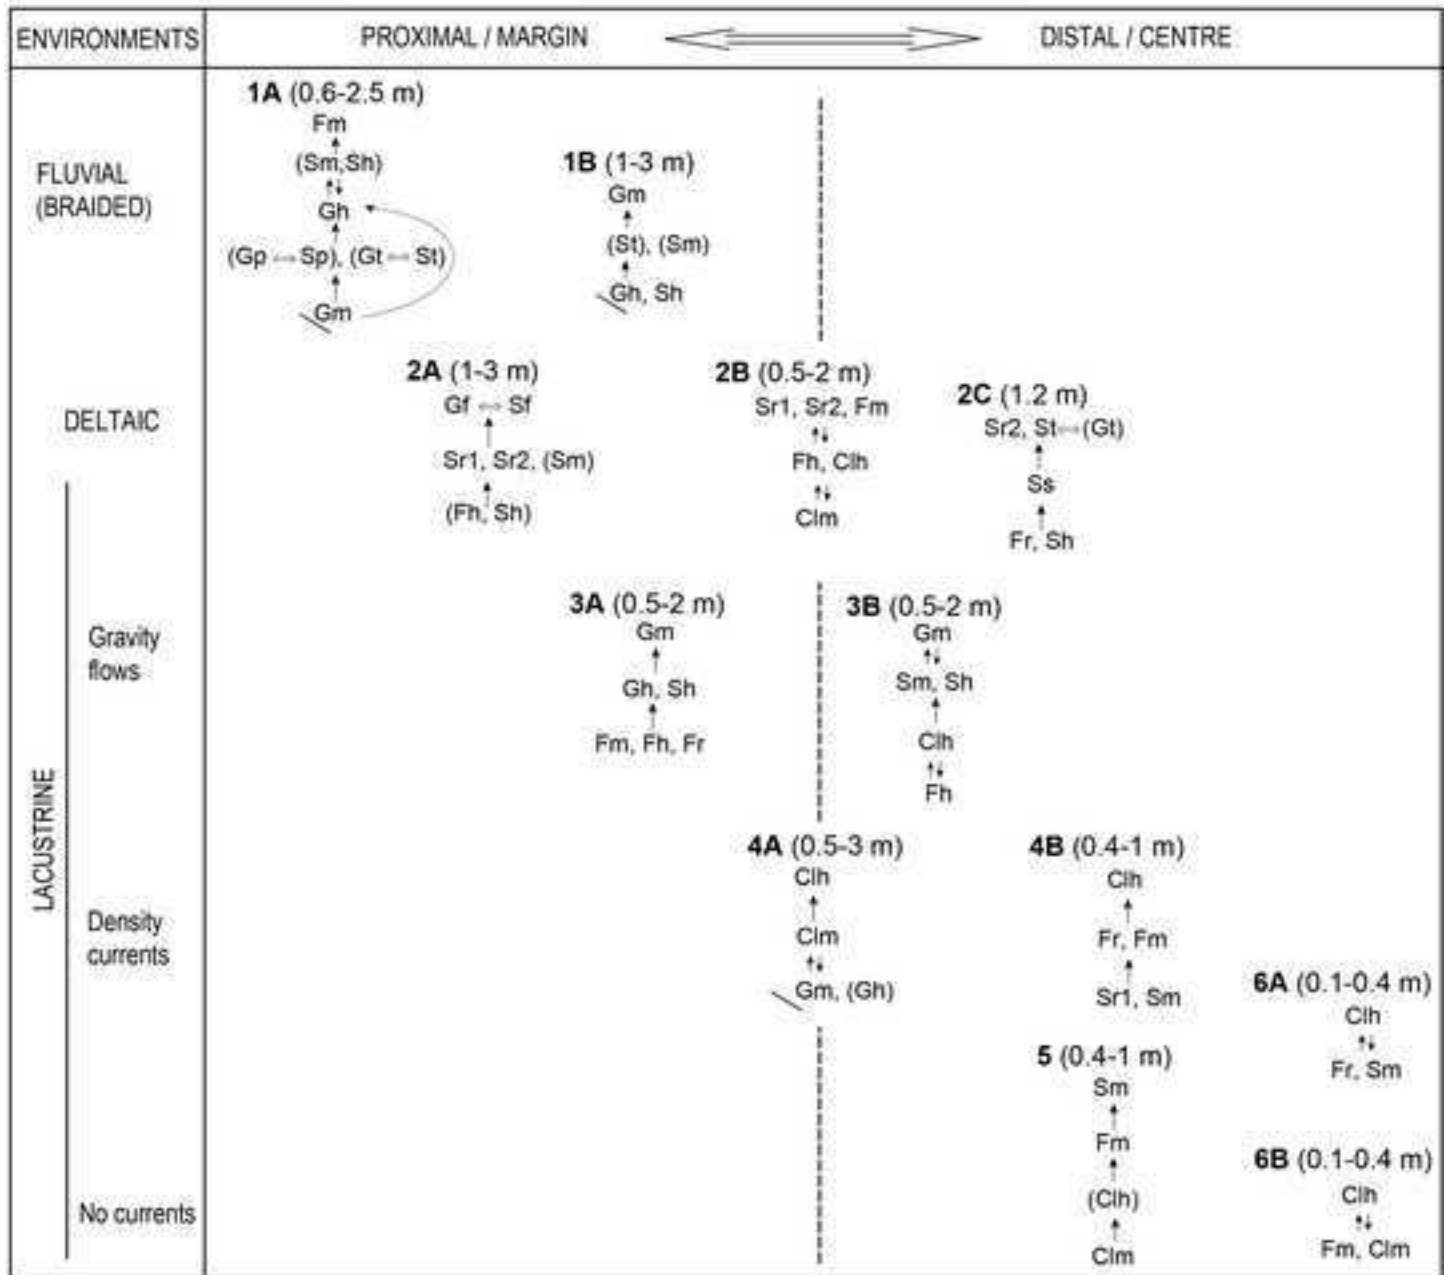 ENVIRONMENTS
PROXIMAL / MARGIN
DISTAL / CENTRE
FLUVIAL
(BRAIDED)
1A (0.6-2.5 m)
Fm
(Sm,Sh)
Gh
(Gp ↔ Sp), (Gt ↔ St)
Gm
1B (1-3 m)
Gm
(St), (Sm)
Gh, Sh
DELTAIC
2A (1-3 m)
Gf ↔ Sf
Sr1, Sr2, (Sm)
(Fh, Sh)
2B (0.5-2 m)
Sr1, Sr2, Fm
Fh, Clh
Clm
2C (1.2 m)
Sr2, St↔(Gt)
Ss
Fr, Sh
LACUSTRINE
Gravity
flows
3A (0.5-2 m)
Gm
Gh, Sh
Fm, Fh, Fr
3B (0.5-2 m)
Gm
Sm, Sh
Clh
Fh
Density
currents
4A (0.5-3 m)
Clh
Clm
Gm, (Gh)
4B (0.4-1 m)
Clh
Fr, Fm
Sr1, Sm
6A (0.1-0.4 m)
Clh
Fr, Sm
No currents
5 (0.4-1 m)
Sm
Fm
(Clh)
Clm
6B (0.1-0.4 m)
Clh
Fm, Clm